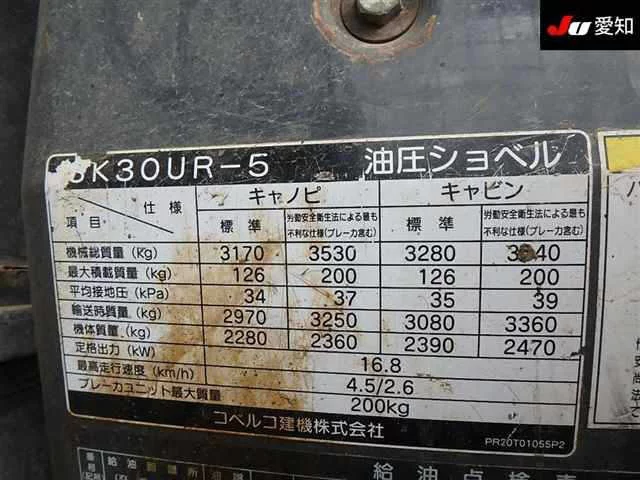 JU 愛知
SK30UR-5 油圧ショベル
項目 仕様 キャノピ キャビン
標準 労働安全衛生法による最も不利な仕様(ブレーカ含む) 標準 労働安全衛生法による最も不利な仕様(ブレーカ含む)
機械総質量(Kg) 3170 3530 3280
最大積載質量(Kg) 126 200 126 200
平均接地圧(kPa) 34 37 35 39
輸送時質量(kg) 2970 3250 3080 3360
機体質量(kg) 2280 2360 2390 2470
定格出力(kW) 16.8
最高走行速度(km/h) 4.5/2.6
ブレーカユニット最大質量 200kg
コベルコ建機株式会社
PR20T01055P2
給油
給油点検表